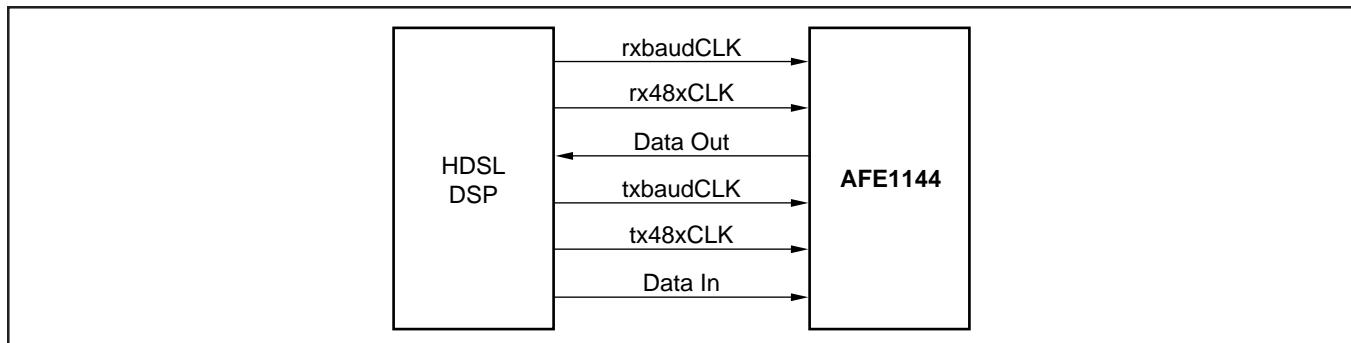 rxbaudCLK
rx48xCLK
Data Out
HDSL
DSP
AFE1144
txbaudCLK
tx48xCLK
Data In